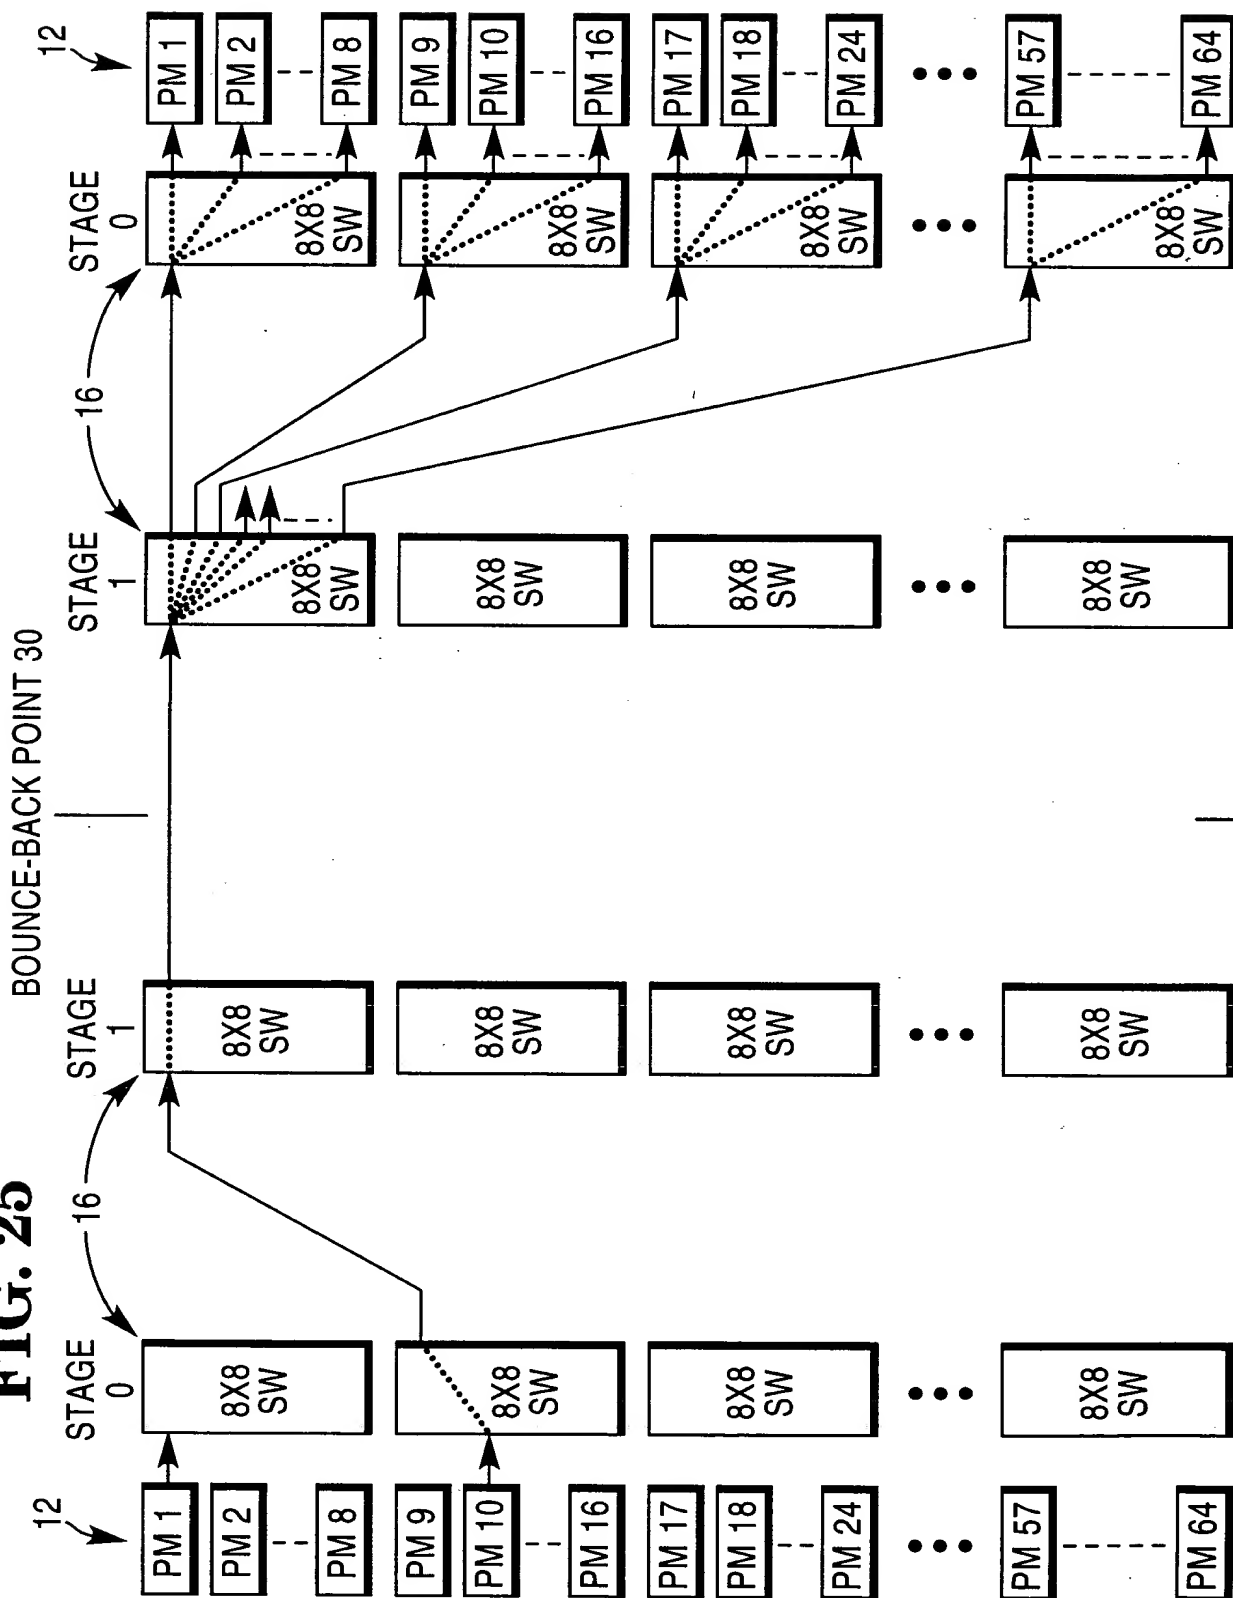 FIG. 25
BOUNCE-BACK POINT 30
12
STAGE
0
16
STAGE
1
STAGE
1
16
STAGE
0
12
PM 1
PM 2
PM 8
8X8
SW
8X8
SW
8X8
SW
8X8
SW
PM 1
PM 2
PM 8
PM 9
PM 10
PM 16
8X8
SW
8X8
SW
8X8
SW
8X8
SW
PM 9
PM 10
PM 16
PM 17
PM 18
PM 24
8X8
SW
8X8
SW
8X8
SW
8X8
SW
PM 17
PM 18
PM 24
PM 57
PM 64
8X8
SW
8X8
SW
8X8
SW
8X8
SW
PM 57
PM 64